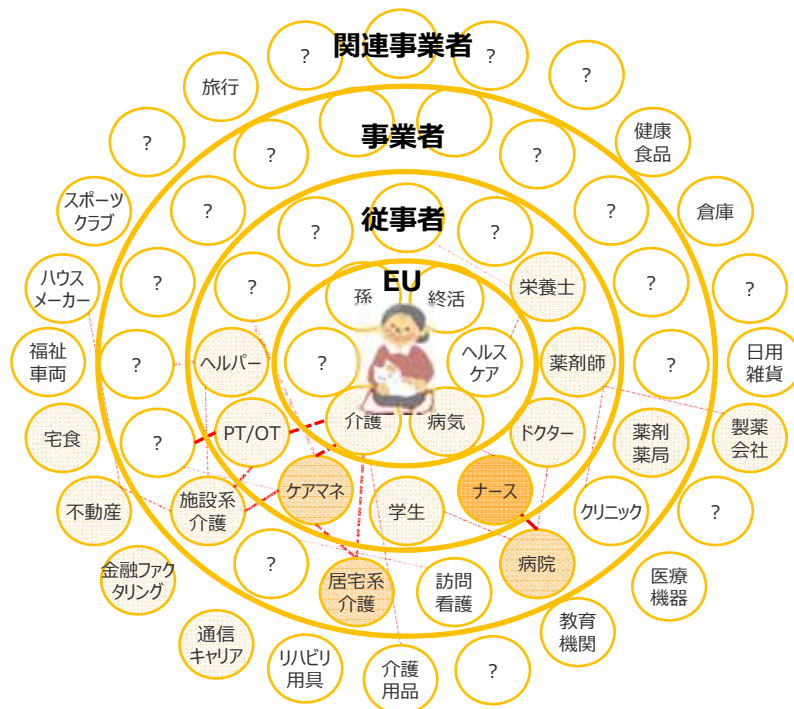 関連事業者
?
?
?
旅行
事業者
?
?
?
健康
食品
スポーツ
クラブ
?
従事者
?
倉庫
?
?
ハウス
メーカー
?
?
EU
栄養士
?
?
孫
終活
福祉
車両
?
ヘルパー
?
ヘルス
ケア
薬剤師
?
日用
雑貨
宅食
?
PT/OT
介護
病気
ドクター
薬剤
薬局
製薬
会社
不動産
施設系
介護
ケアマネ
学生
ナース
クリニック
?
金融ファク
タリング
?
居宅系
介護
訪問
看護
病院
医療
機器
通信
キャリア
リハビリ
用具
介護
用品
?
教育
機関